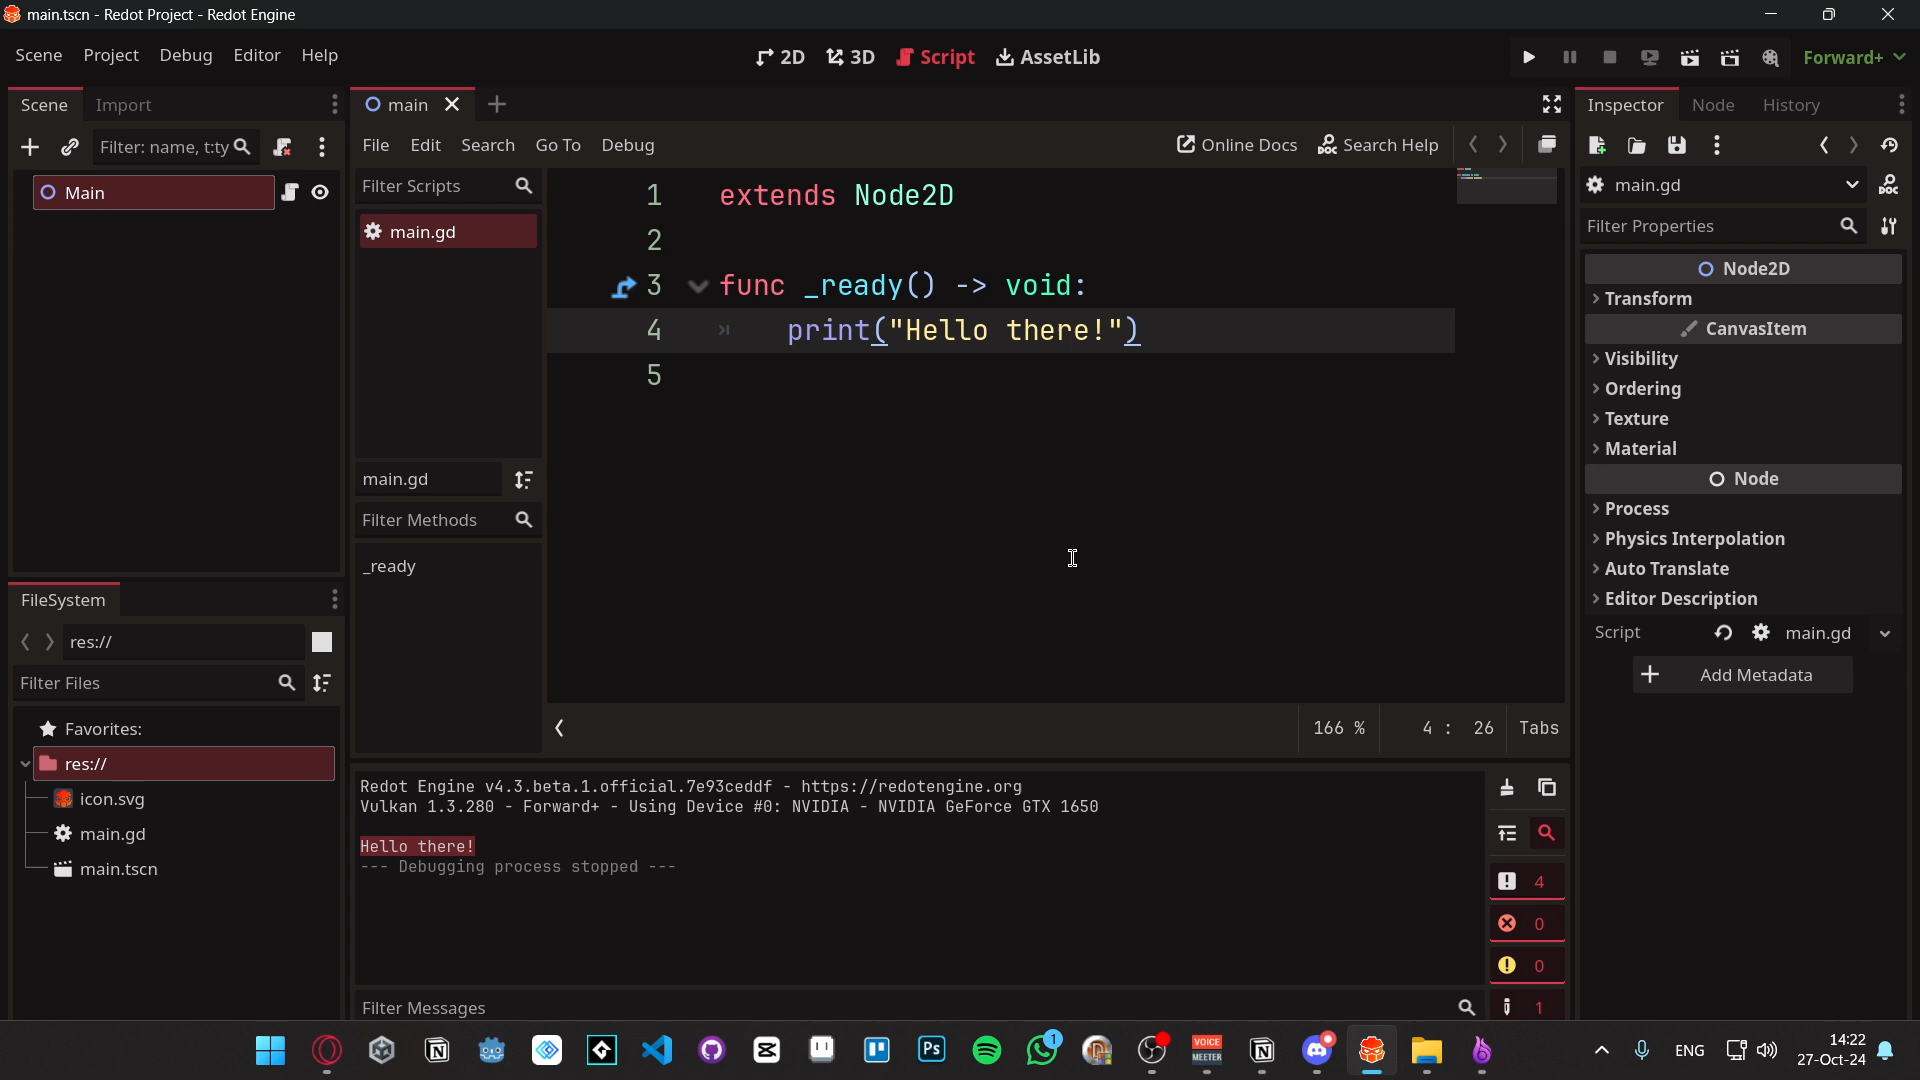 main.tscn - Redot Project - Redot Engine
Scene Project Debug Editor Help
2D 3D Script AssetLib
Forward+
Scene Import
main
Inspector Node History
Filter: name, t:ty
File Edit Search Go To Debug
Online Docs Search Help
Main
Filter Scripts
main.gd
main.gd
Filter Methods
_ready
1 extends Node2D
2
3 func _ready() -> void:
4 print("Hello there!")
5
166 % 4 : 26 Tabs
main.gd
Filter Properties
Node2D
Transform
CanvasItem
Visibility
Ordering
Texture
Material
Node
Process
Physics Interpolation
Auto Translate
Editor Description
Script main.gd
Add Metadata
FileSystem
res://
Filter Files
Favorites:
res://
icon.svg
main.gd
main.tscn
Redot Engine v4.3.beta.1.official.7e93ceddf - https://redotengine.org
Vulkan 1.3.280 - Forward+ - Using Device #0: NVIDIA - NVIDIA GeForce GTX 1650
Hello there!
--- Debugging process stopped ---
4
0
0
1
Filter Messages
Ps
1
VOICE
MEETER
ENG
14:22
27-Oct-24